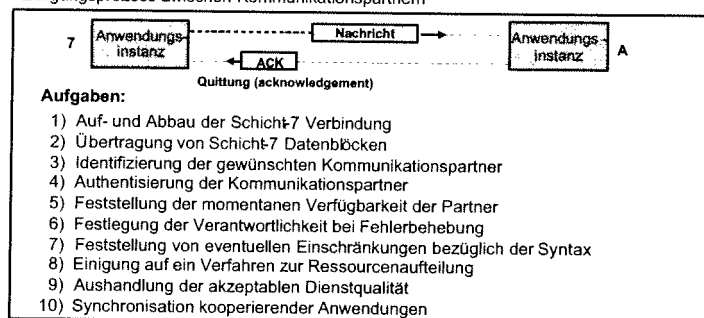 zwischen Kommunikationspartnern
7 Anwendungs-instanz Nachricht Anwendungs-instanz A
ACK
Quittung (acknowledgement)
Aufgaben:
1) Auf- und Abbau der Schicht-7 Verbindung
2) Übertragung von Schicht-7 Datenblöcken
3) Identifizierung der gewünschten Kommunikationspartner
4) Authentisierung der Kommunikationspartner
5) Feststellung der momentanen Verfügbarkeit der Partner
6) Festlegung der Verantwortlichkeit bei Fehlerbehebung
7) Feststellung von eventuellen Einschränkungen bezüglich der Syntax
8) Einigung auf ein Verfahren zur Ressourcenaufteilung
9) Aushandlung der akzeptablen Dienstqualität
10) Synchronisation kooperierender Anwendungen